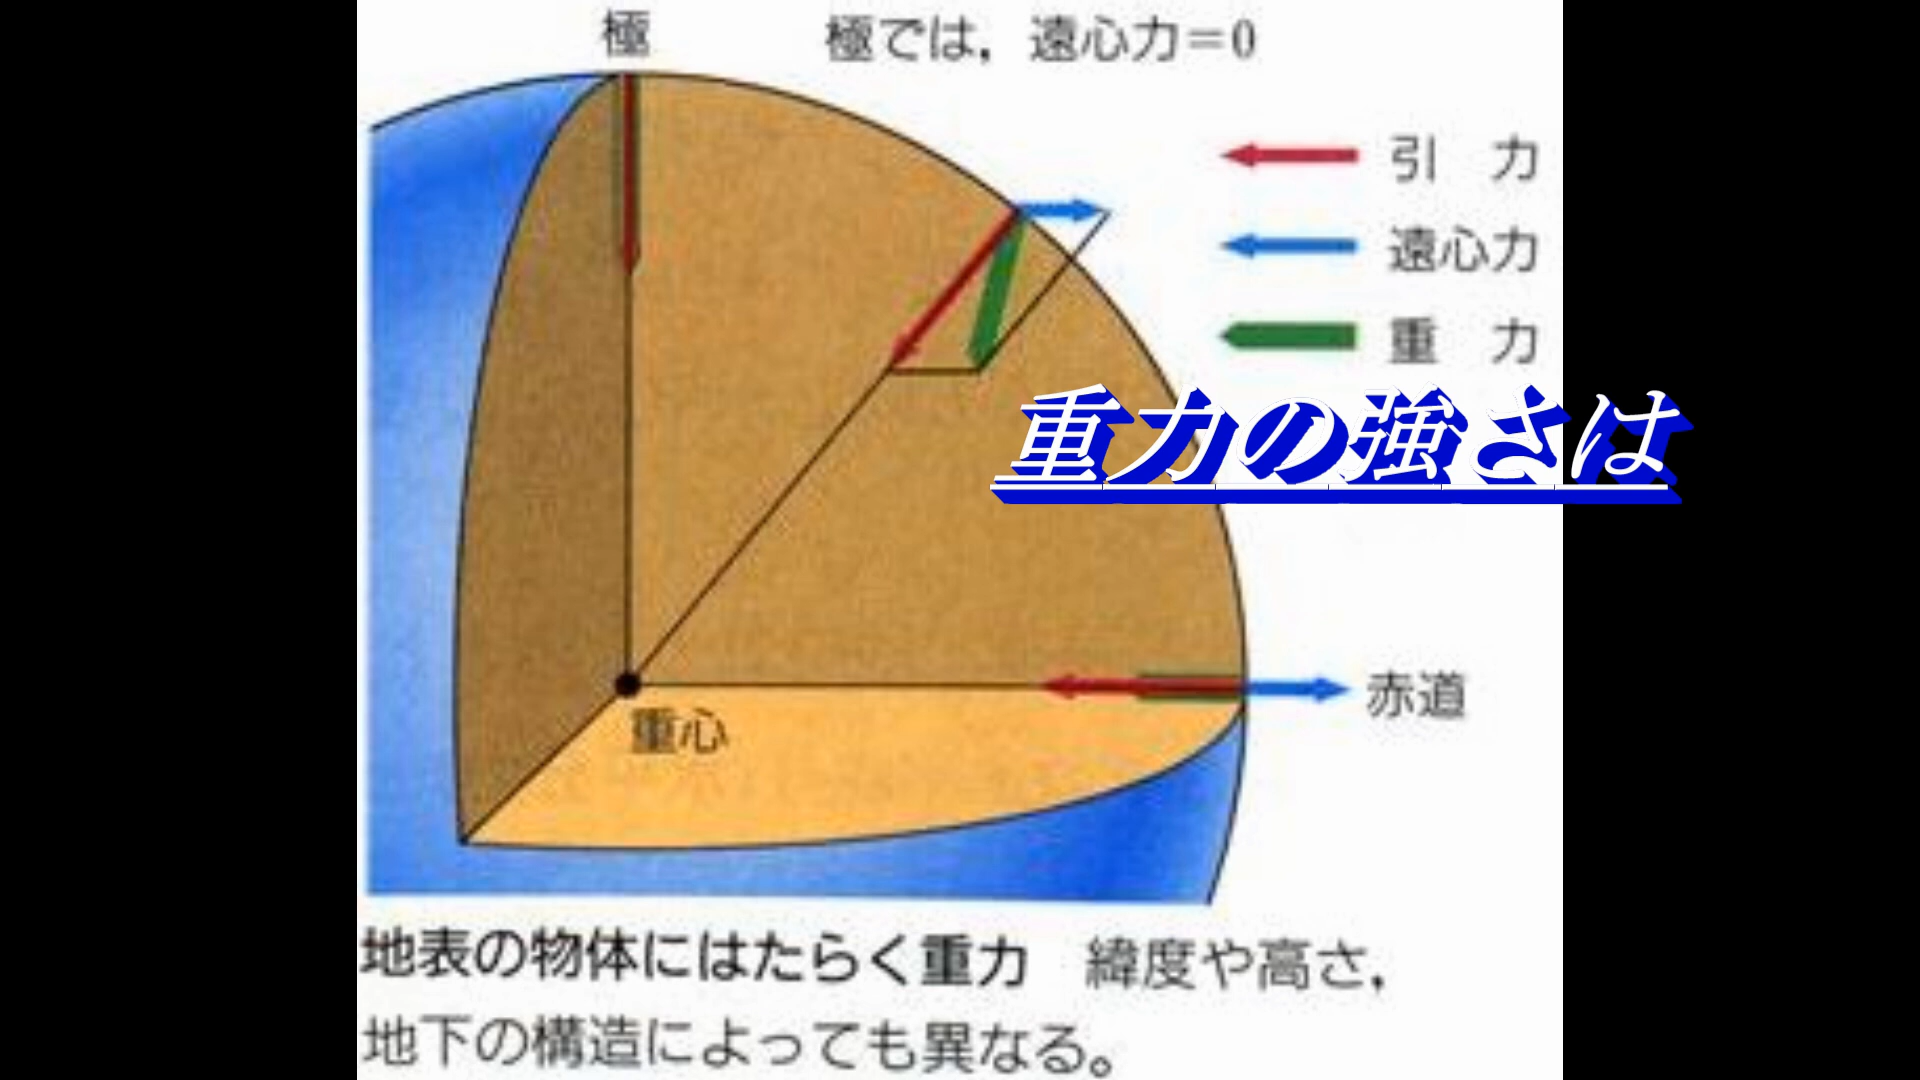 極
極では，遠心力＝0
引　力
遠心力
重　力
重力の強さは
赤道
重心
地表の物体にはたらく重力　緯度や高さ，
地下の構造によっても異なる。